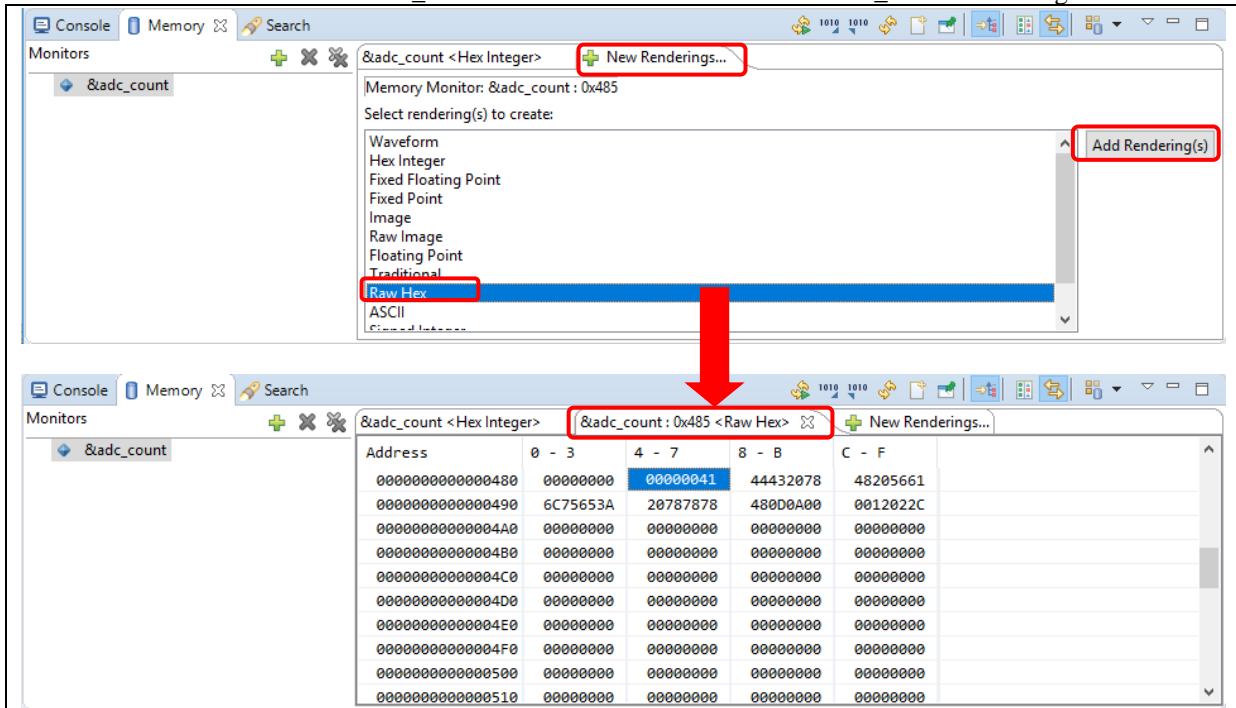 Console Memory Search
Monitors
&adc_count <Hex Integer> New Renderings...
&adc_count
Memory Monitor: &adc_count : 0x485
Select rendering(s) to create:
Waveform
Hex Integer
Fixed Floating Point
Fixed Point
Image
Raw Image
Floating Point
Traditional
Raw Hex
ASCII
Signed Integer
Add Rendering(s)
Console Memory Search
Monitors
&adc_count <Hex Integer> &adc_count : 0x485 <Raw Hex> New Renderings...
&adc_count
Address 0 - 3 4 - 7 8 - B C - F
0000000000000480 00000000 00000041 44432078 48205661
0000000000000490 6C75653A 20787878 480D0A00 0012022C
00000000000004A0 00000000 00000000 00000000 00000000
00000000000004B0 00000000 00000000 00000000 00000000
00000000000004C0 00000000 00000000 00000000 00000000
00000000000004D0 00000000 00000000 00000000 00000000
00000000000004E0 00000000 00000000 00000000 00000000
00000000000004F0 00000000 00000000 00000000 00000000
0000000000000500 00000000 00000000 00000000 00000000
0000000000000510 00000000 00000000 00000000 00000000